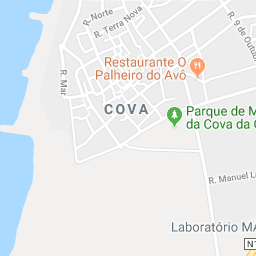 R. Norte
R. Terra Nova
R. 9 de Outub
Restaurante O
Palheiro do Avô
R. Mar
COVA
Parque de M
da Cova da G
R. Manuel Lu
Laboratório MA
N1